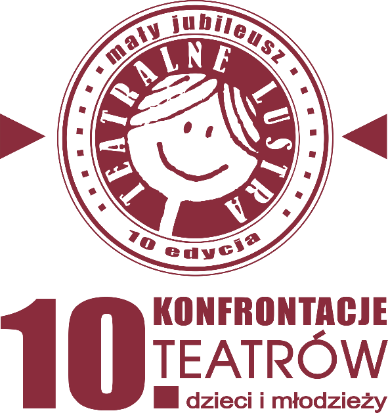 mały jubileusz
TEATRALNE LUSTRA
10 edycja
10. KONFRONTACJE
TEATRÓW
dzieci i młodzieży